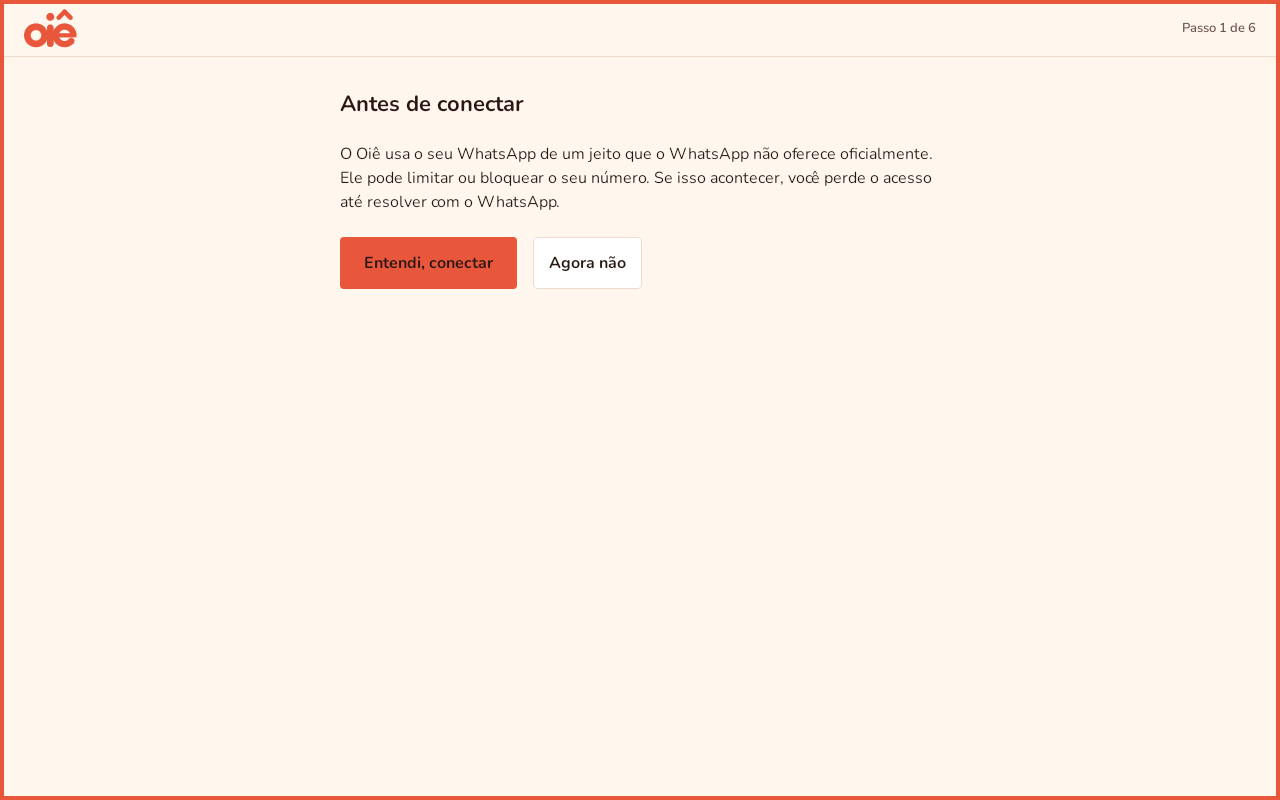 oiê
Passo 1 de 6
Antes de conectar
O Oiê usa o seu WhatsApp de um jeito que o WhatsApp não oferece oficialmente.
Ele pode limitar ou bloquear o seu número. Se isso acontecer, você perde o acesso
até resolver com o WhatsApp.
Entendi, conectar
Agora não